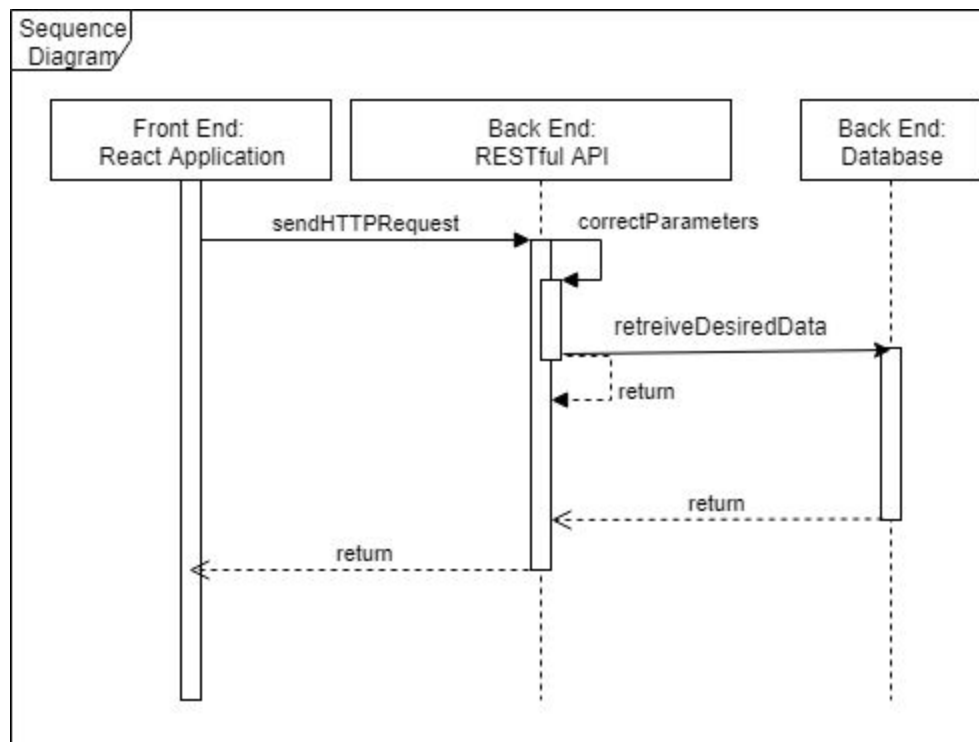 Sequence
Diagram
Front End:
React Application
Back End:
RESTful API
Back End:
Database
sendHTTPRequest
correctParameters
retreiveDesiredData
return
return
return